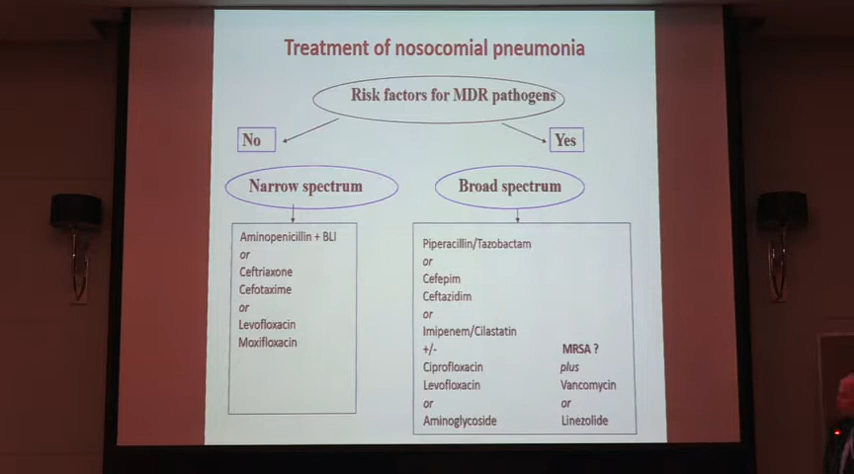 Treatment of nosocomial pneumonia
Risk factors for MDR pathogens
No
Yes
Narrow spectrum
Broad spectrum
Aminopenicillin + BLI
or
Ceftriaxone
Cefotaxime
or
Levofloxacin
Moxifloxacin
Piperacillin/Tazobactam
or
Cefepim
Ceftazidim
or
Imipenem/Cilastatin
+/-
Ciprofloxacin
Levofloxacin
or
Aminoglycoside
MRSA ?
plus
Vancomycin
or
Linezolide